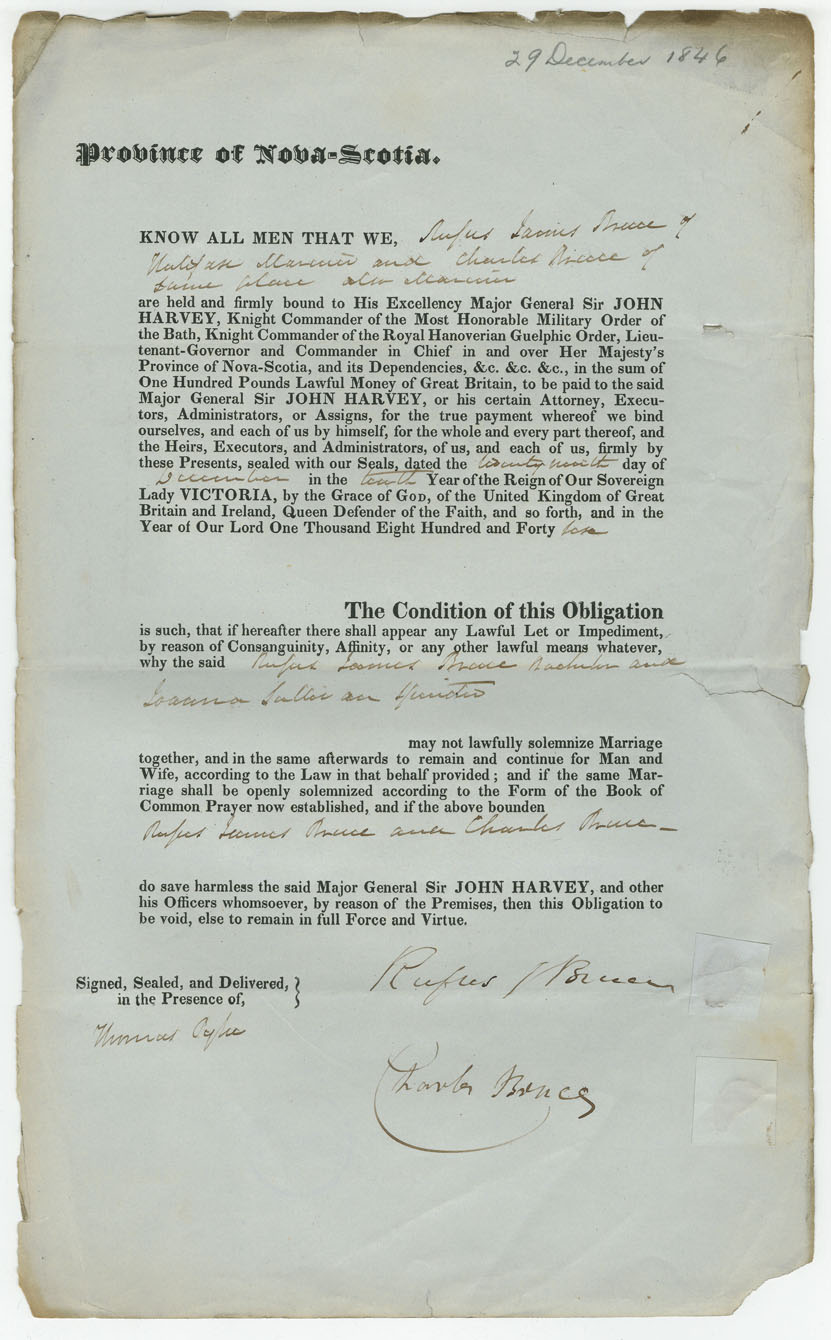 29 December 1846
Province of Nova-Scotia.
KNOW ALL MEN THAT WE, Rufus James Bruce of
Halifax Mariner and Charles Bruce of
same place also Mariner
are held and firmly bound to His Excellency Major General Sir JOHN
HARVEY, Knight Commander of the Most Honorable Military Order of
the Bath, Knight Commander of the Royal Hanoverian Guelphic Order, Lieu-
tenant-Governor and Commander in Chief in and over Her Majesty's
Province of Nova-Scotia, and its Dependencies, &c. &c. &c., in the sum of
One Hundred Pounds Lawful Money of Great Britain, to be paid to the said
Major General Sir JOHN HARVEY, or his certain Attorney, Execu-
tors, Administrators, or Assigns, for the true payment whereof we bind
ourselves, and each of us by himself, for the whole and every part thereof, and
the Heirs, Executors, and Administrators, of us, and each of us, firmly by
these Presents, sealed with our Seals, dated the twenty ninth day of
December in the tenth Year of the Reign of Our Sovereign
Lady VICTORIA, by the Grace of GOD, of the United Kingdom of Great
Britain and Ireland, Queen Defender of the Faith, and so forth, and in the
Year of Our Lord One Thousand Eight Hundred and Forty six
The Condition of this Obligation
is such, that if hereafter there shall appear any Lawful Let or Impediment,
by reason of Consanguinity, Affinity, or any other lawful means whatever,
why the said Rufus James Bruce Bachelor and
Joanna Sullivan Spinster
may not lawfully solemnize Marriage
together, and in the same afterwards to remain and continue for Man and
Wife, according to the Law in that behalf provided ; and if the same Mar-
riage shall be openly solemnized according to the Form of the Book of
Common Prayer now established, and if the above bounden
Rufus James Bruce and Charles Bruce
do save harmless the said Major General Sir JOHN HARVEY, and other
his Officers whomsoever, by reason of the Premises, then this Obligation to
be void, else to remain in full Force and Virtue.
Signed, Sealed, and Delivered,
in the Presence of,
Rufus J Bruce
Thomas
Charles Bruce